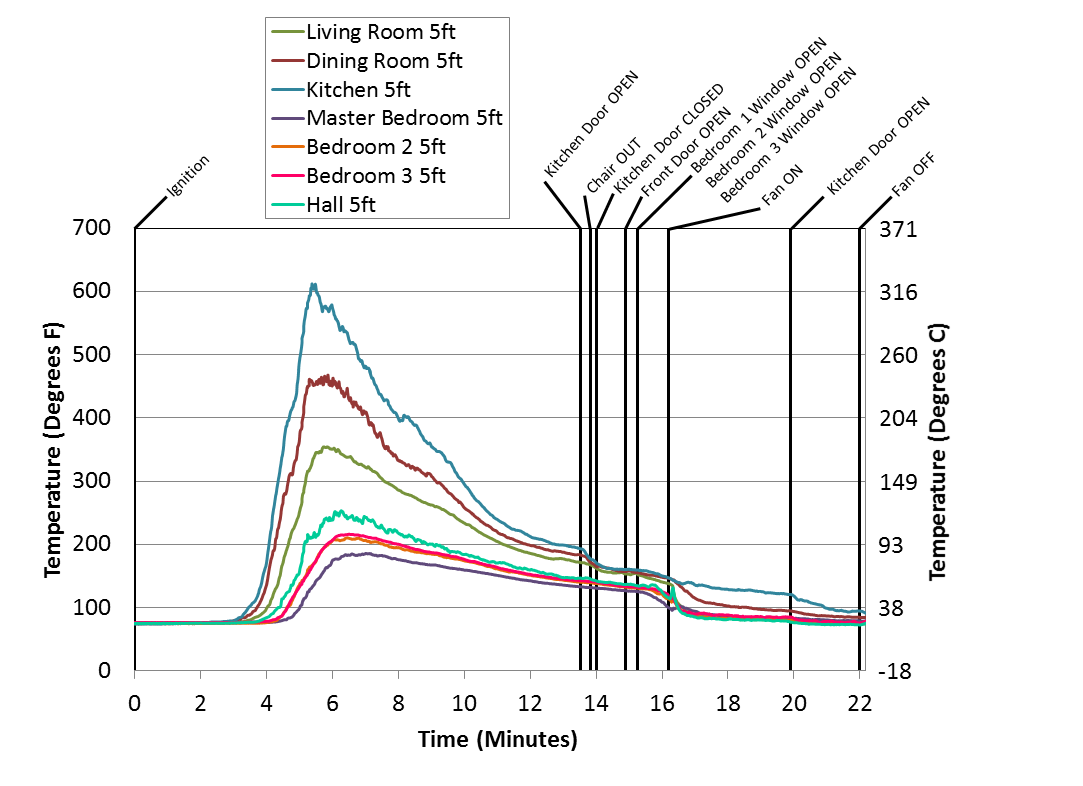 Living Room 5ft
Dining Room 5ft
Kitchen 5ft
Master Bedroom 5ft
Bedroom 2 5ft
Bedroom 3 5ft
Hall 5ft
Ignition
Kitchen Door OPEN
Chair OUT
Kitchen Door CLOSED
Front Door OPEN
Bedroom 1 Window OPEN
Bedroom 2 Window OPEN
Bedroom 3 Window OPEN
Fan ON
Kitchen Door OPEN
Fan OFF
700
600
500
400
300
200
100
0
Temperature (Degrees F)
371
316
260
204
149
93
38
-18
Temperature (Degrees C)
0 2 4 6 8 10 12 14 16 18 20 22
Time (Minutes)